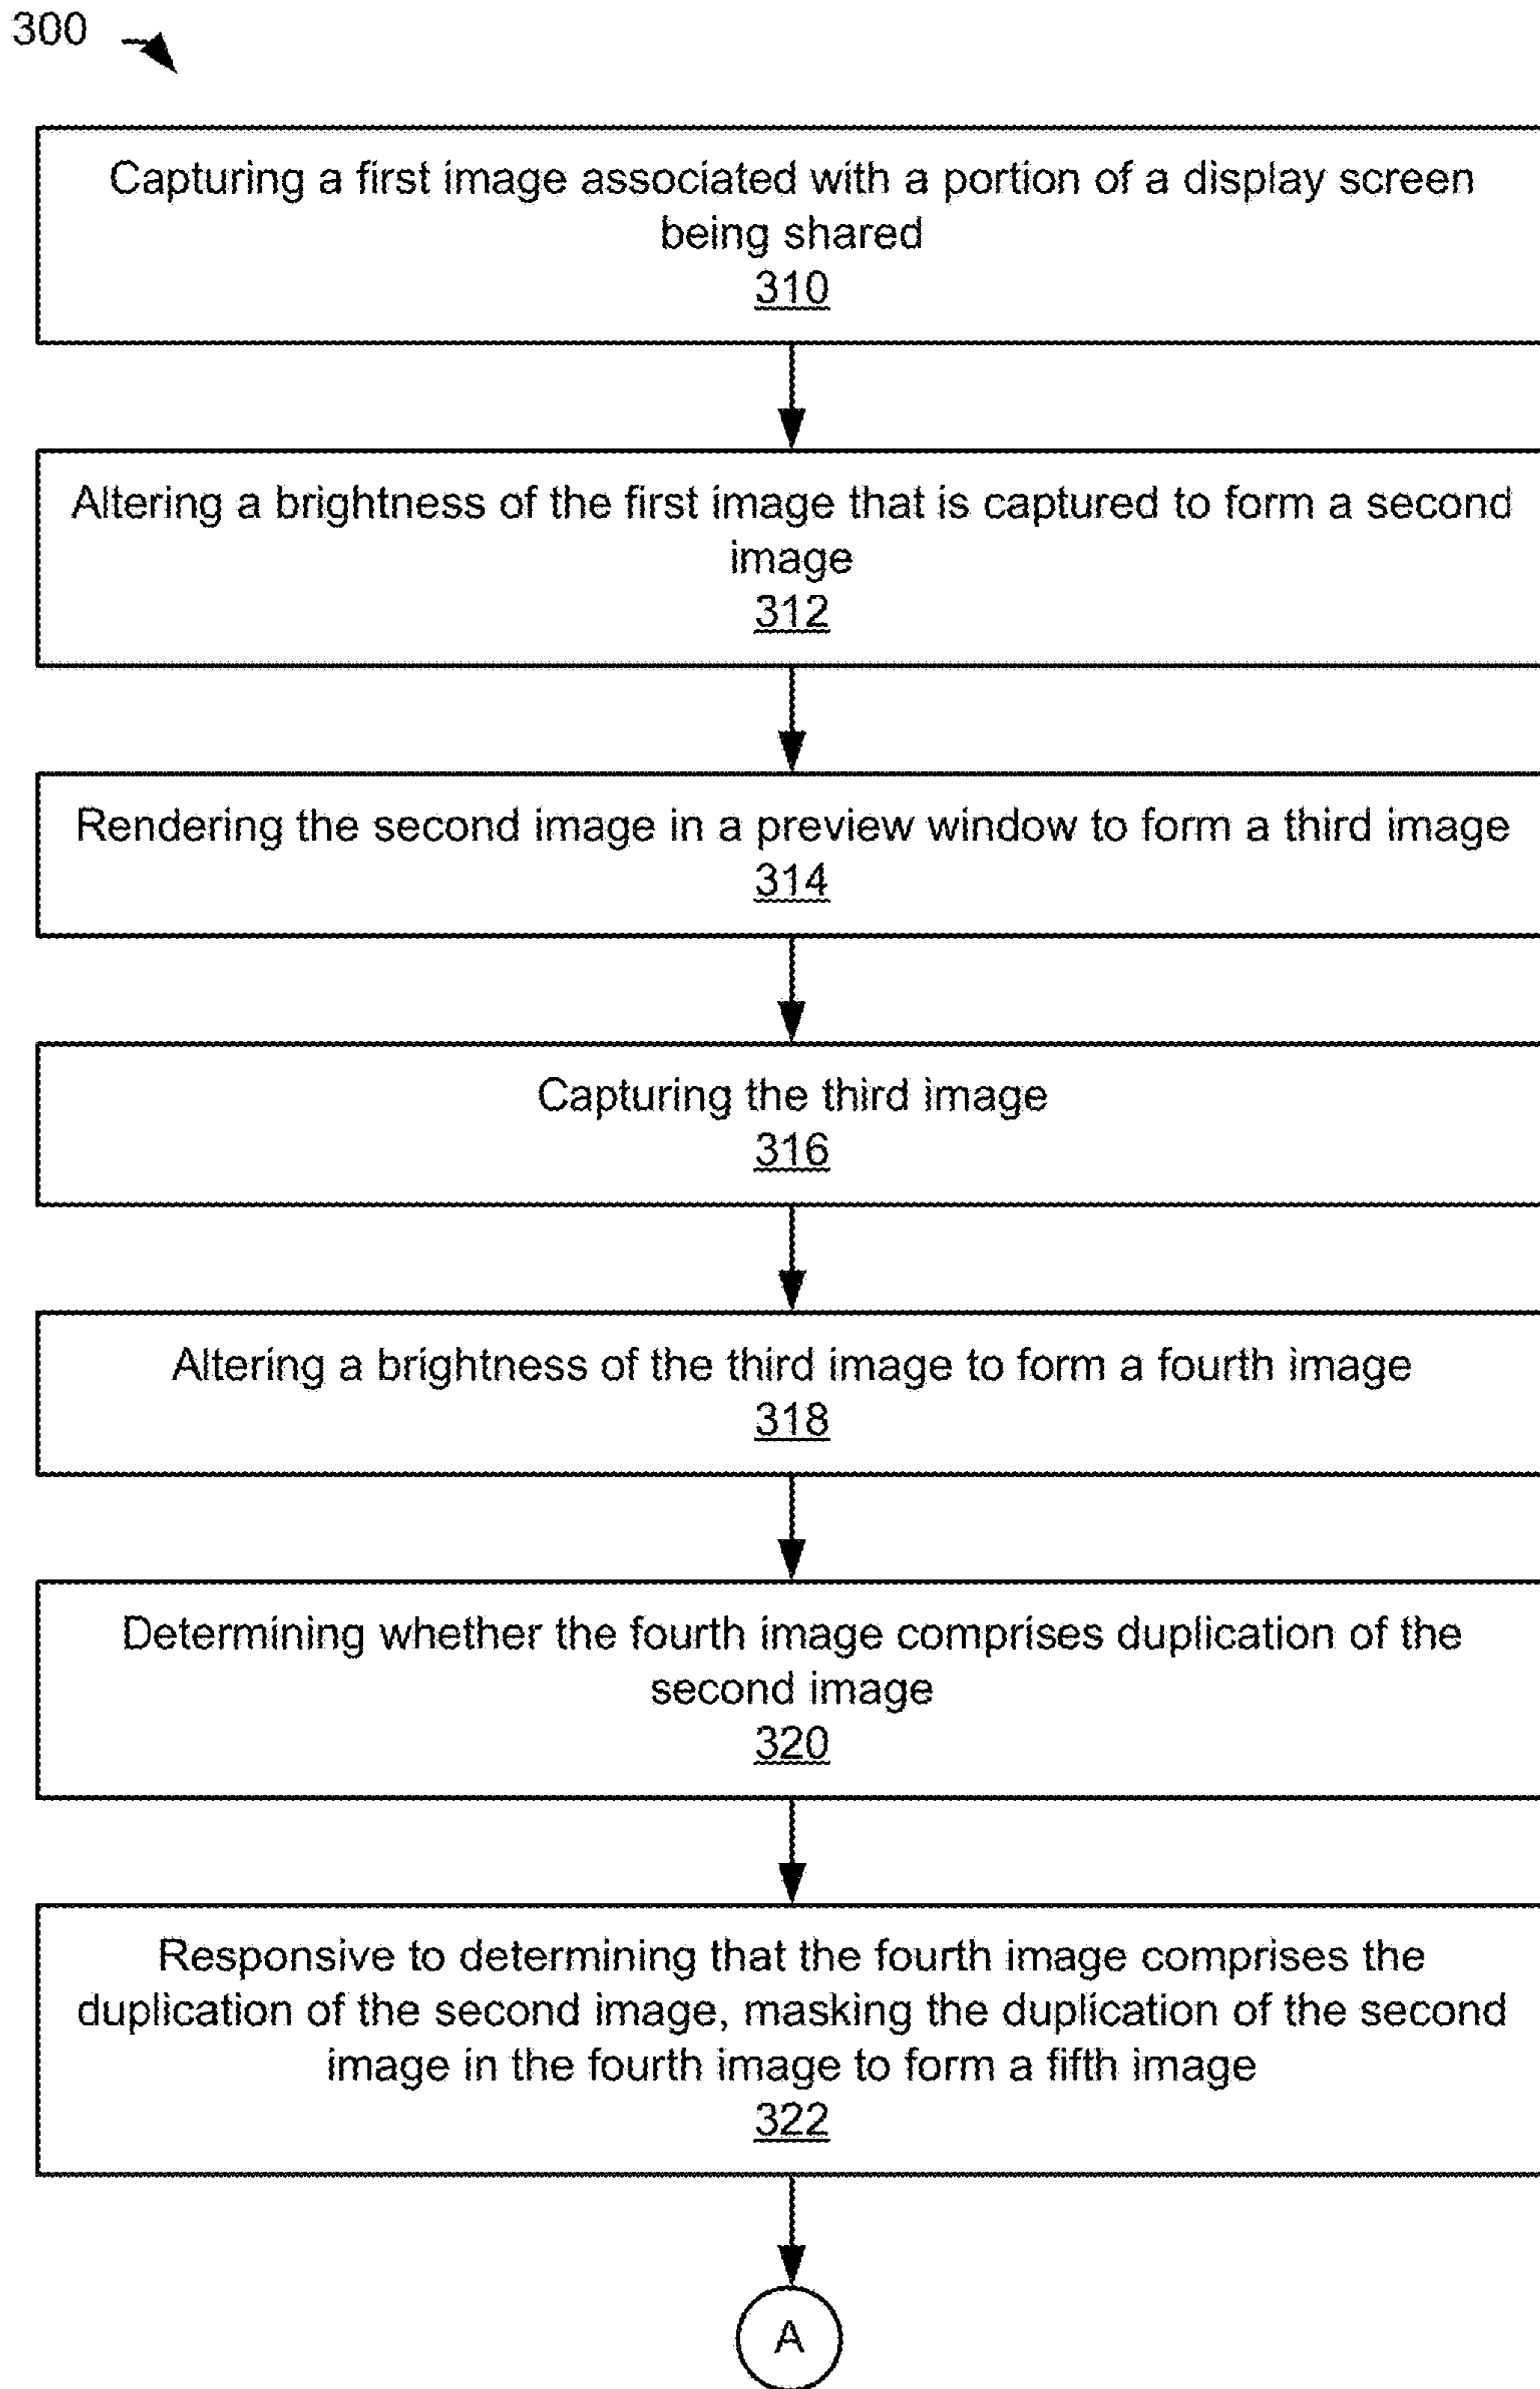 300
Capturing a first image associated with a portion of a display screen
being shared
310
Altering a brightness of the first image that is captured to form a second
image
312
Rendering the second image in a preview window to form a third image
314
Capturing the third image
316
Altering a brightness of the third image to form a fourth image
318
Determining whether the fourth image comprises duplication of the
second image
320
Responsive to determining that the fourth image comprises the
duplication of the second image, masking the duplication of the second
image in the fourth image to form a fifth image
322
A